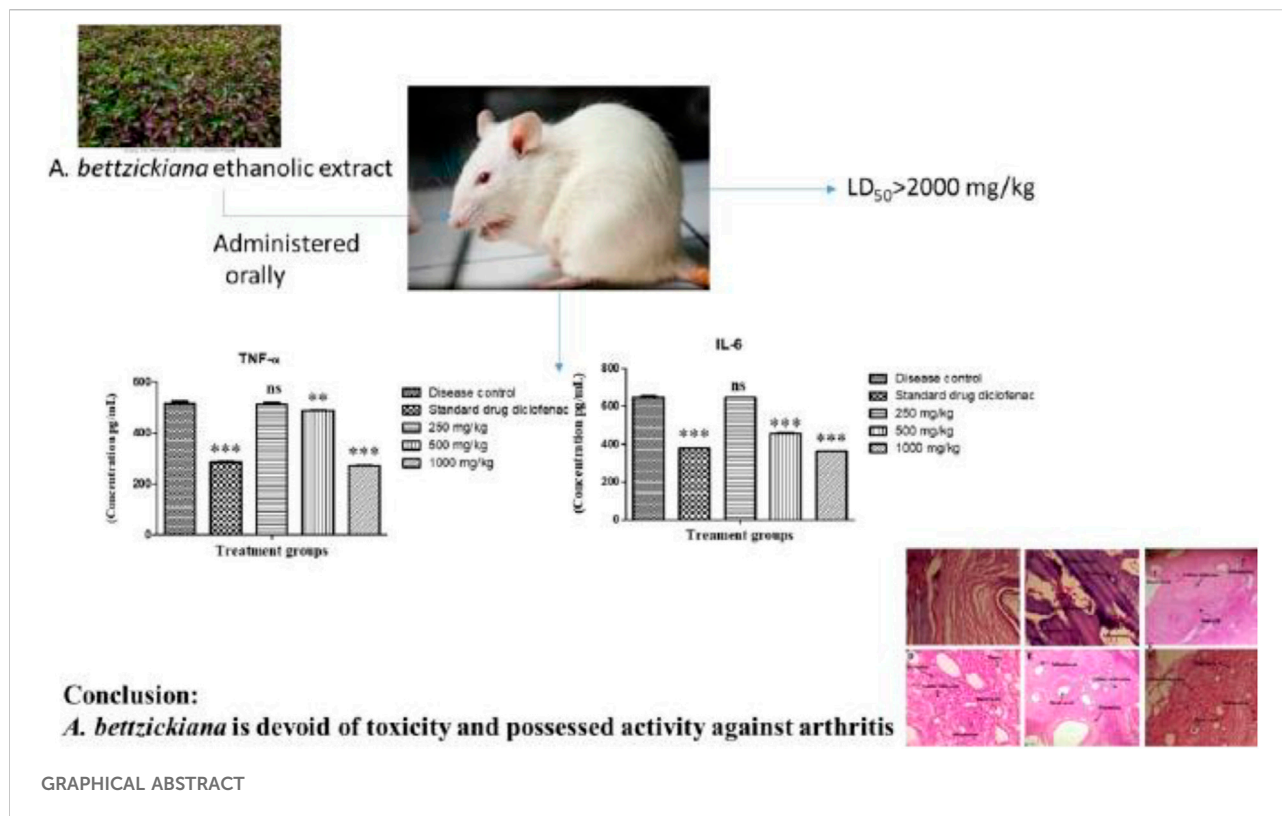 A. bettzickiana ethanolic extract
Administered
orally
LD50>2000 mg/kg
TNF-α
(Concentration pg/mL)
600
400
200
0
***
ns
**
***
Treatment groups
Disease control
Standard drug diclofenac
250 mg/kg
500 mg/kg
1000 mg/kg
IL-6
(Concentration pg/mL)
800
600
400
200
0
***
ns
***
***
Treament groups
Disease control
Standard drug diclofenac
250 mg/kg
500 mg/kg
1000 mg/kg
Conclusion:
A. bettzickiana is devoid of toxicity and possessed activity against arthritis
GRAPHICAL ABSTRACT